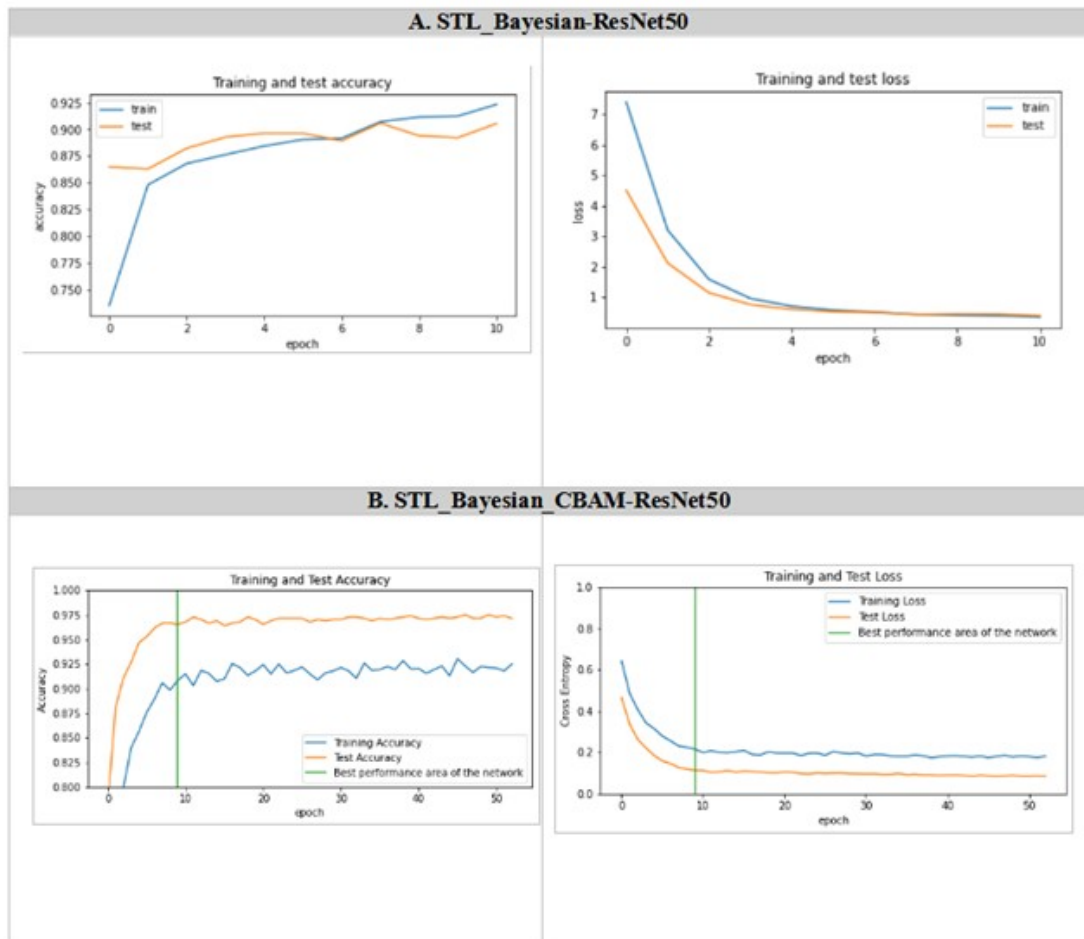 A. STL_Bayesian-ResNet50
Training and test accuracy
0.925
0.900
0.875
0.850
0.825
0.800
0.775
0.750
train
test
accuracy
0 2 4 6 8 10
epoch
Training and test loss
7
6
5
4
3
2
1
train
test
loss
0 2 4 6 8 10
epoch
B. STL_Bayesian_CBAM-ResNet50
Training and Test Accuracy
1.000
0.975
0.950
0.925
0.900
0.875
0.850
0.825
0.800
Accuracy
Training Accuracy
Test Accuracy
Best performance area of the network
0 10 20 30 40 50
epoch
Training and Test Loss
1.0
0.8
0.6
0.4
0.2
0.0
Cross Entropy
Training Loss
Test Loss
Best performance area of the network
0 10 20 30 40 50
epoch